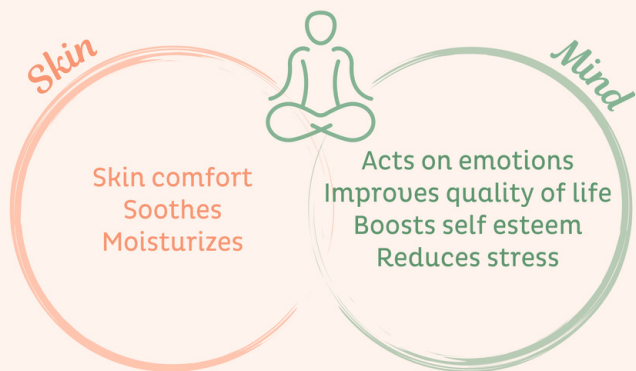 Skin
Mind
Skin comfort
Soothes
Moisturizes
Acts on emotions
Improves quality of life
Boosts self esteem
Reduces stress